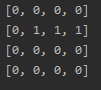 [0, 0, 0, 0]
[0, 1, 1, 1]
[0, 0, 0, 0]
[0, 0, 0, 0]